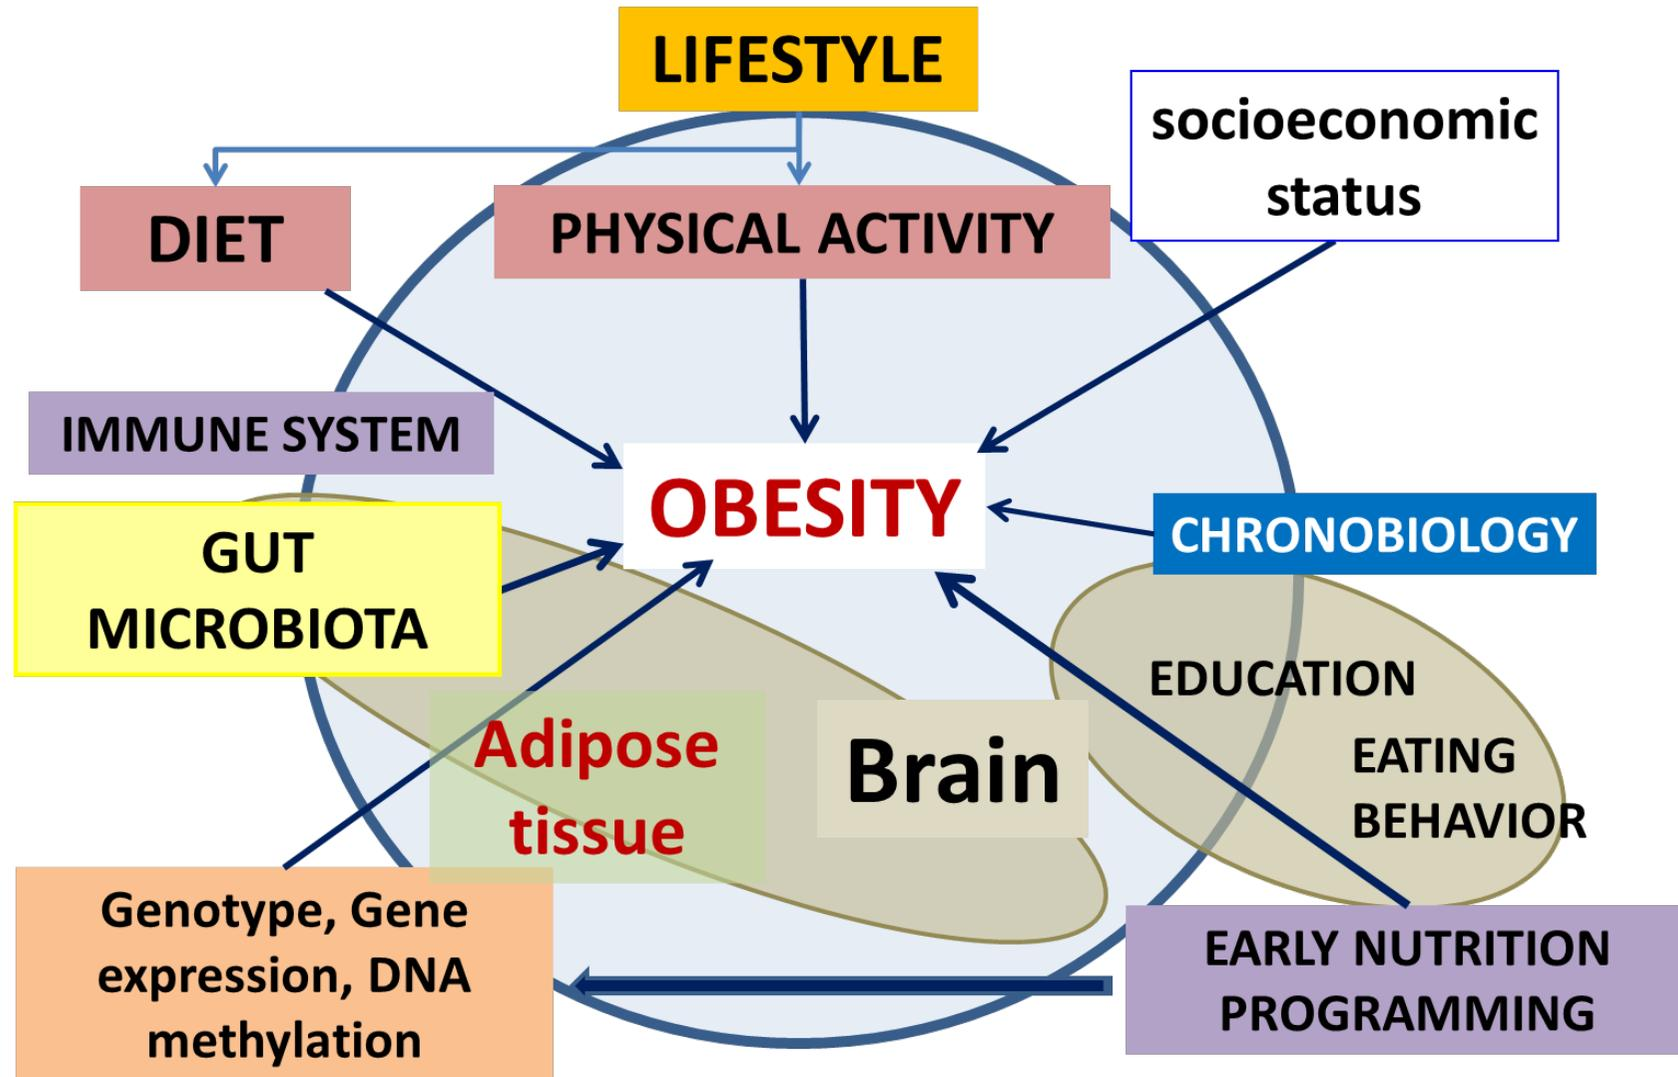 LIFESTYLE
socioeconomic
status
DIET
PHYSICAL ACTIVITY
IMMUNE SYSTEM
OBESITY
GUT
MICROBIOTA
CHRONOBIOLOGY
EDUCATION
EATING
BEHAVIOR
Adipose
tissue
Brain
Genotype, Gene
expression, DNA
methylation
EARLY NUTRITION
PROGRAMMING